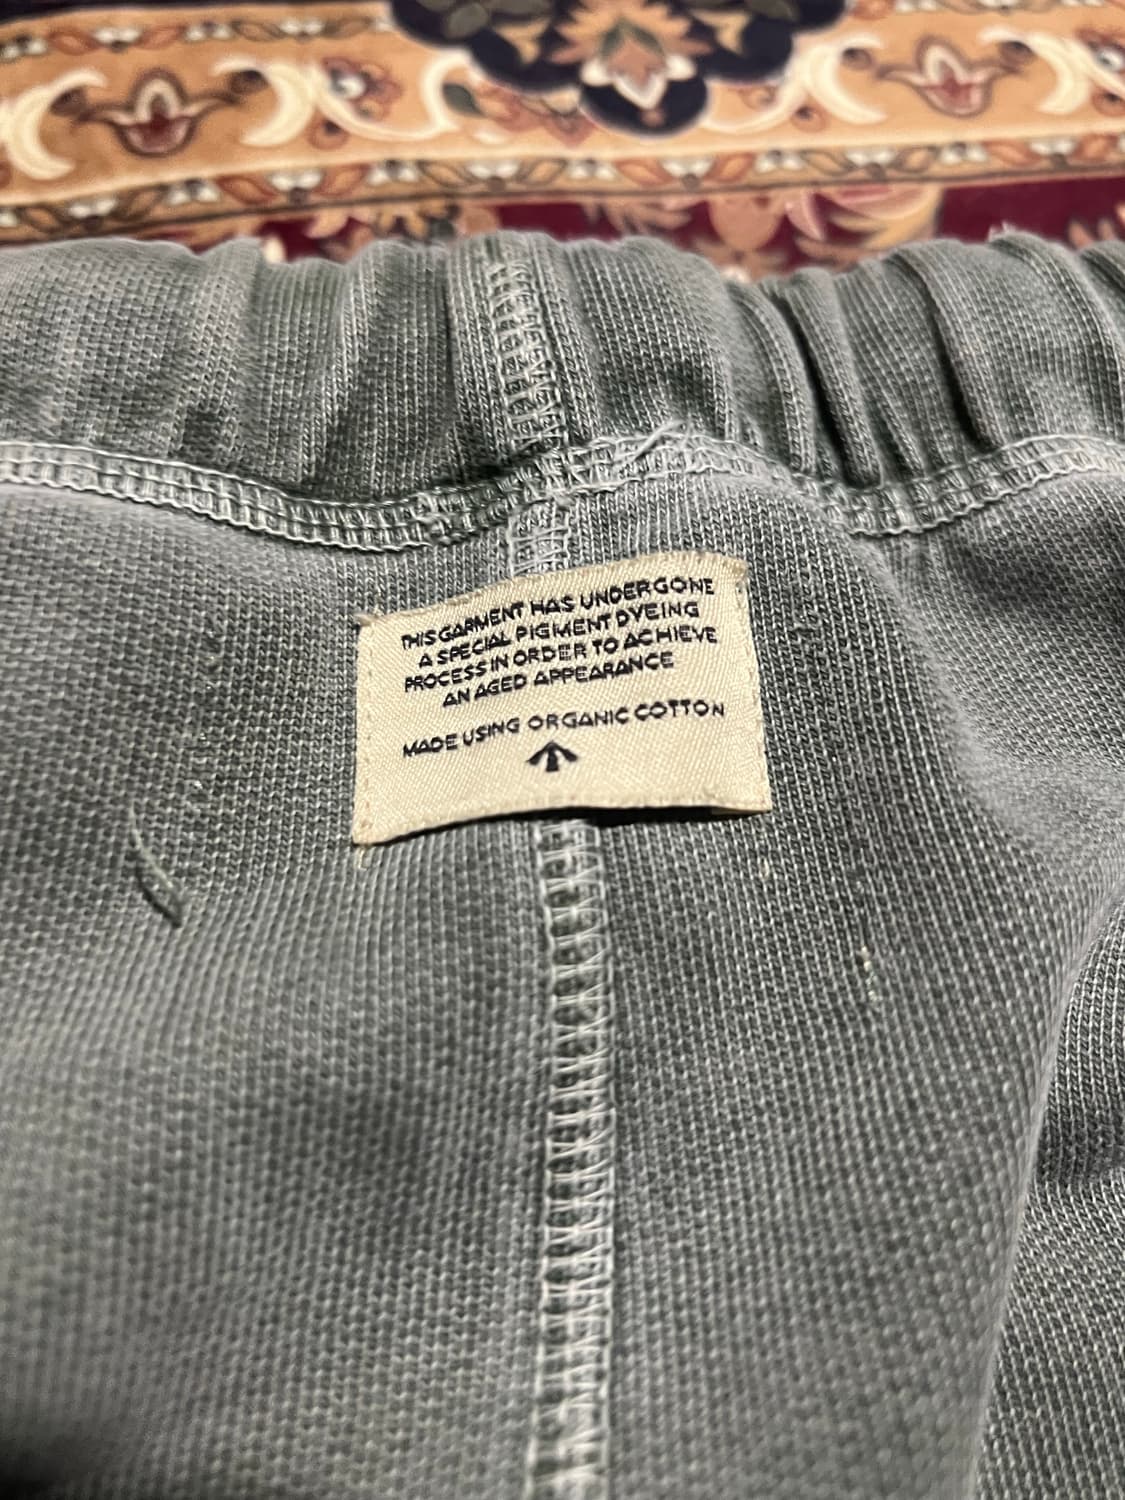 THIS GARMENT HAS UNDERGONE
A SPECIAL PIGMENT DYEING
PROCESS IN ORDER TO ACHIEVE
AN AGED APPEARANCE
MADE USING ORGANIC COTTON